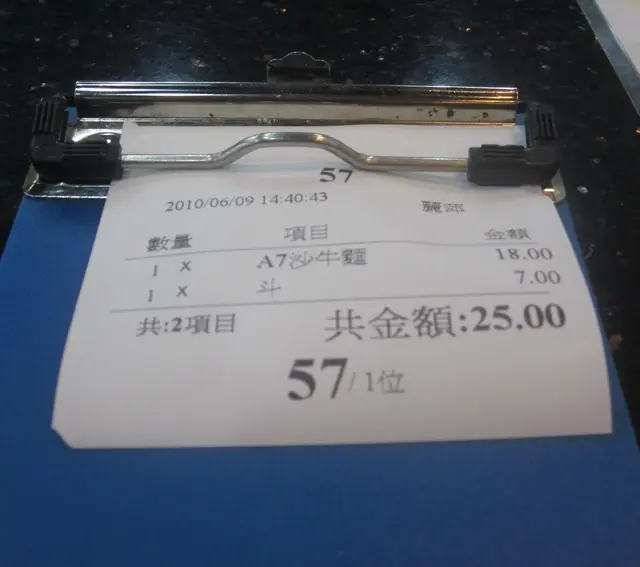 57
2010/06/09 14:40:43
數量 項目 金額
1 x A7沙牛麵 18.00
1 x 斗 7.00
共:2項目 共金額:25.00
57/1位